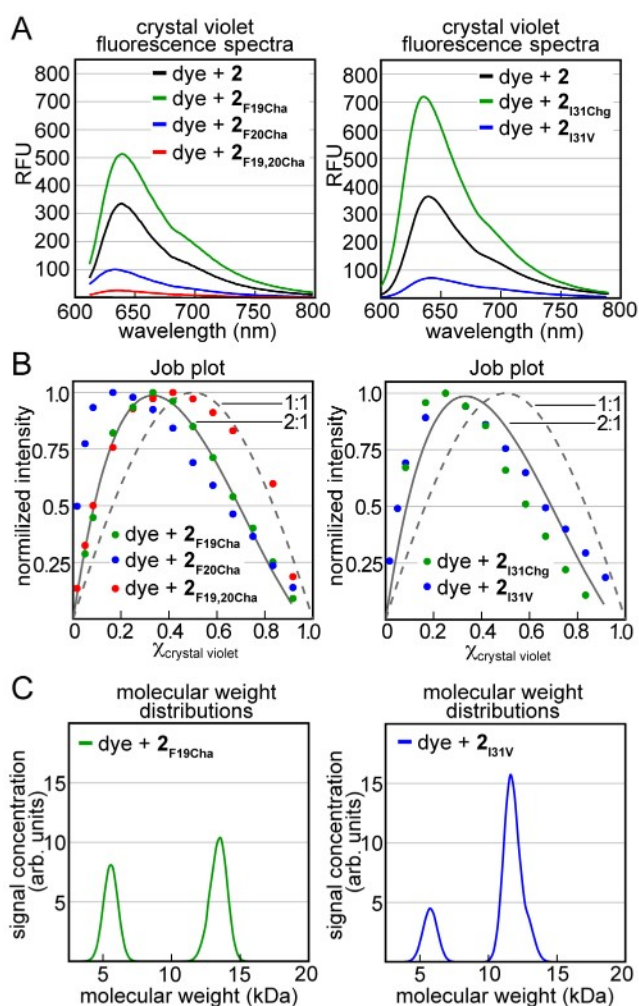 A
crystal violet
fluorescence spectra
800
700
600
500
400
300
200
100
RFU
dye + 2
dye + 2F19Cha
dye + 2F20Cha
dye + 2F19,20Cha
600 650 700 750 800
wavelength (nm)
crystal violet
fluorescence spectra
800
700
600
500
400
300
200
100
RFU
dye + 2
dye + 2I31Chg
dye + 2I31V
600 650 700 750 800
wavelength (nm)
B
Job plot
1.0
0.75
0.5
0.25
normilized intensity
1:1
2:1
dye + 2F19Cha
dye + 2F20Cha
dye + 2F19,20Cha
0 0.2 0.4 0.6 0.8 1.0
χcrystal violet
Job plot
1.0
0.75
0.5
0.25
normilized intensity
1:1
2:1
dye + 2I31Chg
dye + 2I31V
0 0.2 0.4 0.6 0.8 1.0
χcrystal violet
C
molecular weight
distributions
dye + 2F19Cha
15
10
5
signal concentration
(arb. units)
5 10 15 20
molecular weight (kDa)
molecular weight
distributions
dye + 2I31V
15
10
5
signal concentration
(arb. units)
5 10 15 20
molecular weight (kDa)